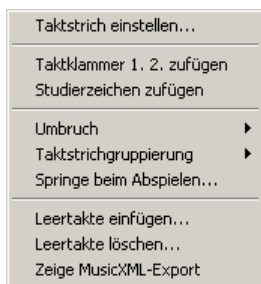 Taktstrich einstellen...
Taktklammer 1. 2. zufügen
Studierzeichen zufügen
Umbruch
Taktstrichgruppierung
Springe beim Abspielen...
Leertakte einfügen...
Leertakte löschen...
Zeige MusicXML-Export